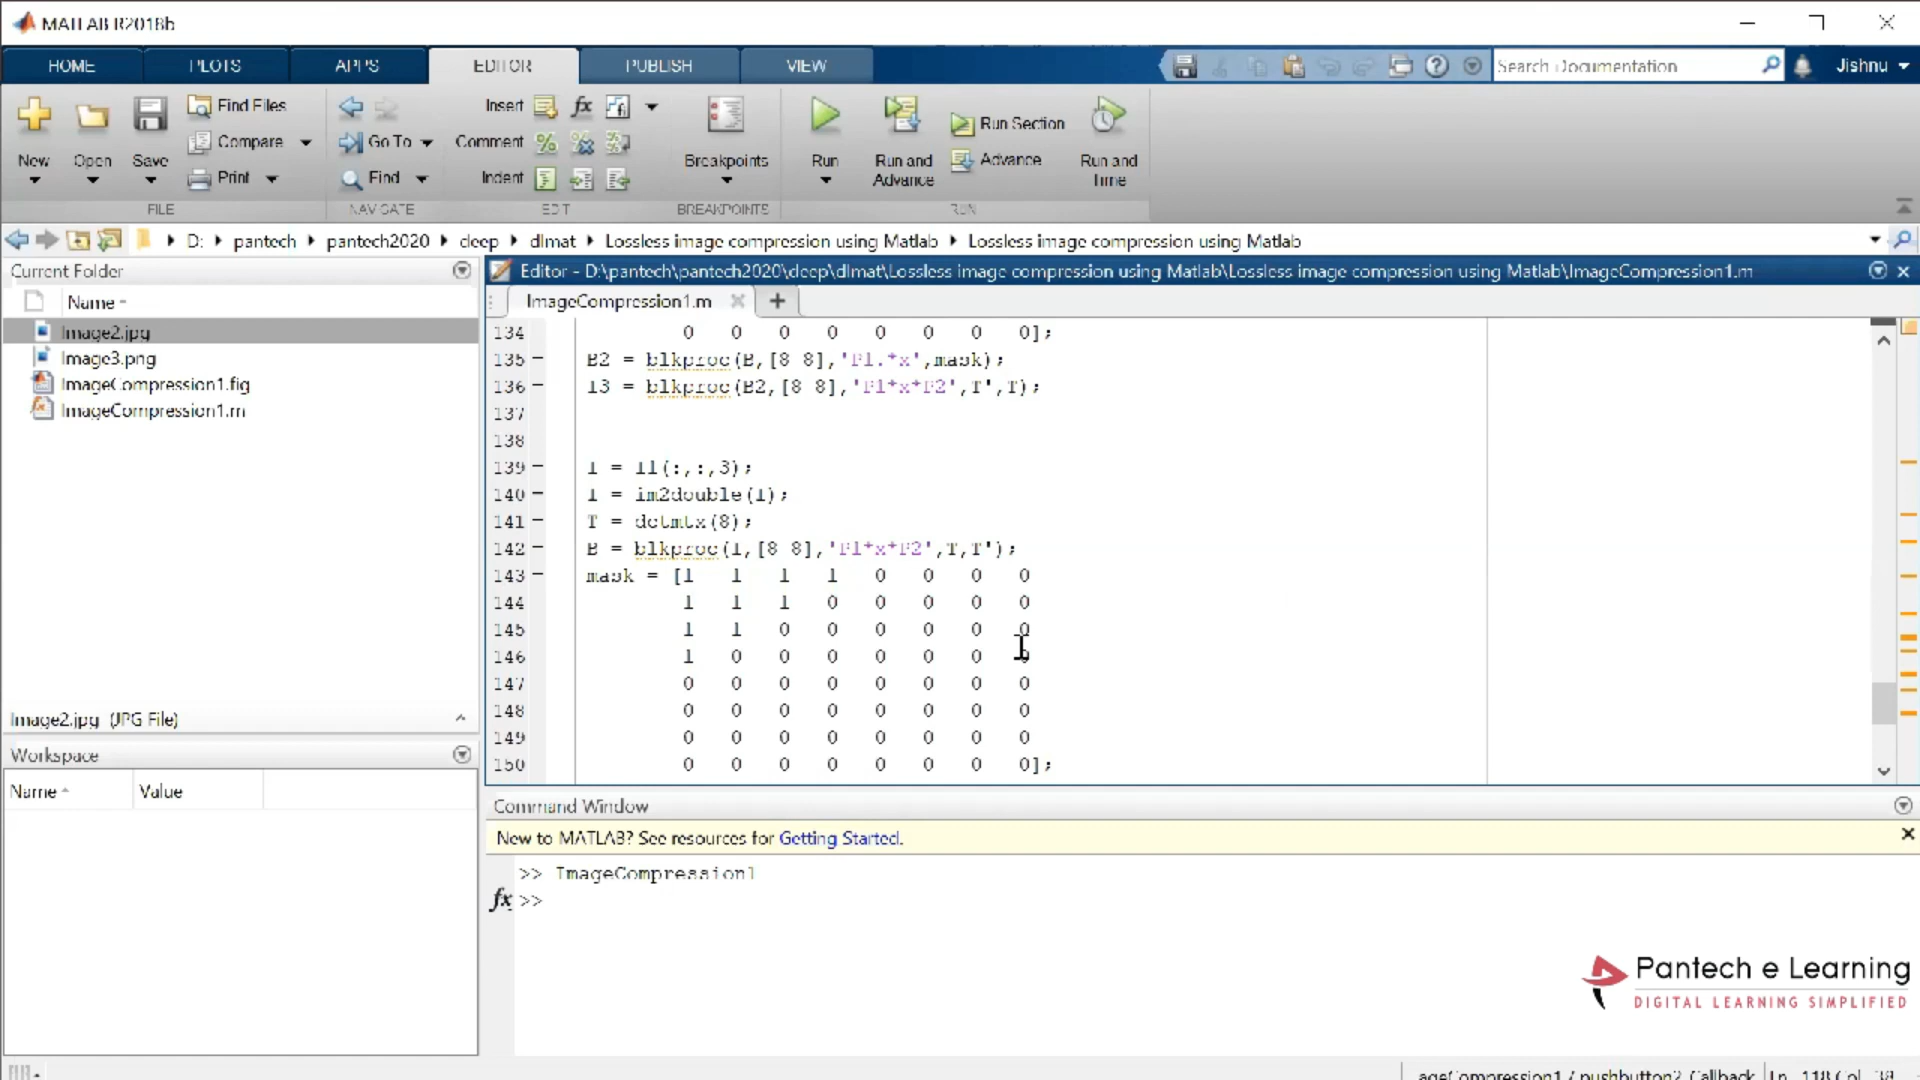 MATLAB R2018b
HOME PLOTS APPS EDITOR PUBLISH VIEW
Search Documentation
Jishnu
New Open Save
Find Files
Compare
Print
FILE
Go To
Find
NAVIGATE
Insert
Comment
Indent
EDIT
Breakpoints
BREAKPOINTS
Run
Run and Advance
Run Section
Advance
Run and Time
RUN
D: pantech pantech2020 deep dlmat Lossless image compression using Matlab Lossless image compression using Matlab
Current Folder
Name
Image2.jpg
Image3.png
ImageCompression1.fig
ImageCompression1.m
Image2.jpg (JPG File)
Workspace
Name Value
Editor - D:\pantech\pantech2020\deep\dlmat\Lossless image compression using Matlab\Lossless image compression using Matlab\ImageCompression1.m
ImageCompression1.m
134 0 0 0 0 0 0 0 0];
135 B2 = blkproc(B,[8 8],'P1.*x',mask);
136 I3 = blkproc(B2,[8 8],'P1*x*P2',T',T);
137
138
139 I = I1(:,:,3);
140 I = im2double(I);
141 T = dctmtx(8);
142 B = blkproc(I,[8 8],'P1*x*P2',T,T');
143 mask = [1 1 1 1 0 0 0 0
144 1 1 1 0 0 0 0 0
145 1 1 0 0 0 0 0 0
146 1 0 0 0 0 0 0 0
147 0 0 0 0 0 0 0 0
148 0 0 0 0 0 0 0 0
149 0 0 0 0 0 0 0 0
150 0 0 0 0 0 0 0 0];
Command Window
New to MATLAB? See resources for Getting Started.
>> ImageCompression1
fx >>
Pantech e Learning
DIGITAL LEARNING SIMPLIFIED
ageCompression1 / pushbutton2_Callback Ln 118 Col 38